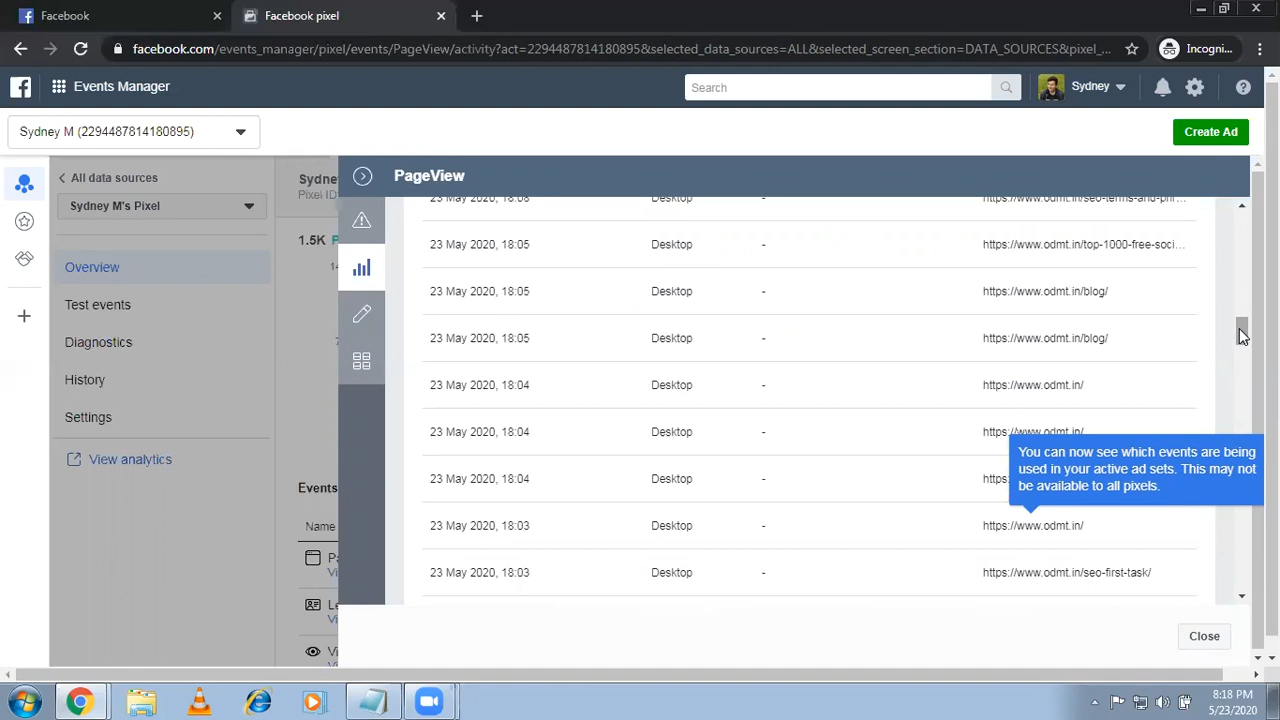 Facebook
Facebook pixel
facebook.com/events_manager/pixel/events/PageView/activity?act=2294487814180895&selected_data_sources=ALL&selected_screen_section=DATA_SOURCES&pixel_...
Incogni...
Events Manager
Search
Sydney
Sydney M (2294487814180895)
Create Ad
All data sources
Sydney M's Pixel
Overview
Test events
Diagnostics
History
Settings
View analytics
Sydne
Pixel ID
1.5K P
14
7
Events
Name
Pa
Vi
Le
Vi
Vi
PageView
23 May 2020, 18:08 Desktop - https://www.odmt.in/seo-terms-and-phr...
23 May 2020, 18:05 Desktop - https://www.odmt.in/top-1000-free-soci...
23 May 2020, 18:05 Desktop - https://www.odmt.in/blog/
23 May 2020, 18:05 Desktop - https://www.odmt.in/blog/
23 May 2020, 18:04 Desktop - https://www.odmt.in/
23 May 2020, 18:04 Desktop - https://www.odmt.in/
23 May 2020, 18:04 Desktop - https:
23 May 2020, 18:03 Desktop - https://www.odmt.in/
23 May 2020, 18:03 Desktop - https://www.odmt.in/seo-first-task/
You can now see which events are being
used in your active ad sets. This may not
be available to all pixels.
Close
8:18 PM
5/23/2020